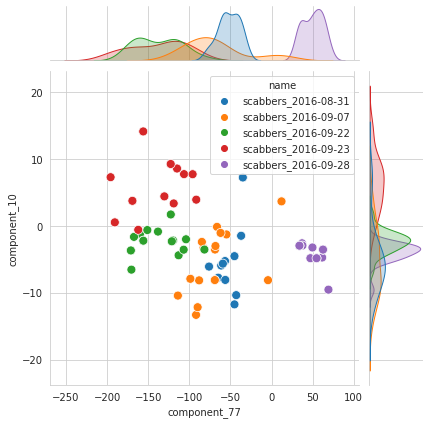 name
scabbers_2016-08-31
scabbers_2016-09-07
scabbers_2016-09-22
scabbers_2016-09-23
scabbers_2016-09-28
20
10
0
−10
−20
component_10
−250 −200 −150 −100 −50 0 50 100
component_77